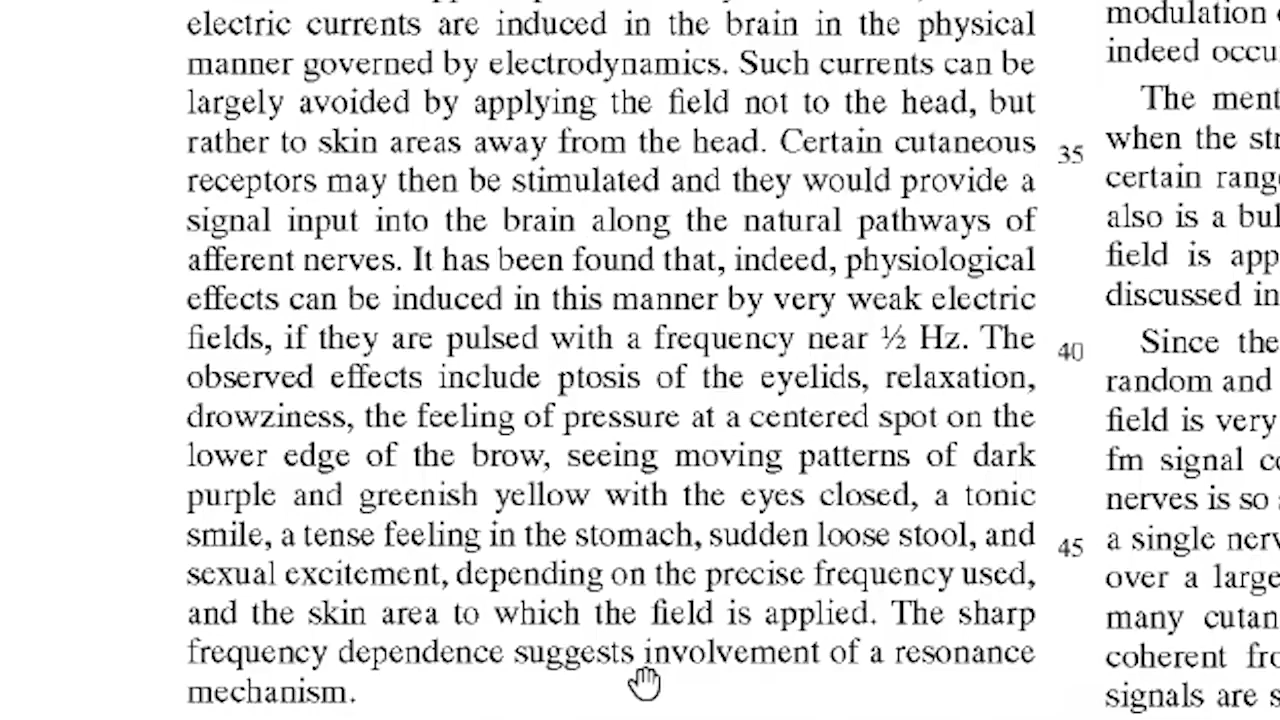 electric currents are induced in the brain in the physical
manner governed by electrodynamics. Such currents can be
largely avoided by applying the field not to the head, but
rather to skin areas away from the head. Certain cutaneous
receptors may then be stimulated and they would provide a
signal input into the brain along the natural pathways of
afferent nerves. It has been found that, indeed, physiological
effects can be induced in this manner by very weak electric
fields, if they are pulsed with a frequency near ½ Hz. The
observed effects include ptosis of the eyelids, relaxation,
drowziness, the feeling of pressure at a centered spot on the
lower edge of the brow, seeing moving patterns of dark
purple and greenish yellow with the eyes closed, a tonic
smile, a tense feeling in the stomach, sudden loose stool, and
sexual excitement, depending on the precise frequency used,
and the skin area to which the field is applied. The sharp
frequency dependence suggests involvement of a resonance
mechanism.
35
40
45
modulation
indeed
The
when the
certain
also is a
field is
discussed in
Since the
random and
field is very
fm signal
nerves is so
a single
over a large
many
coherent
signals are